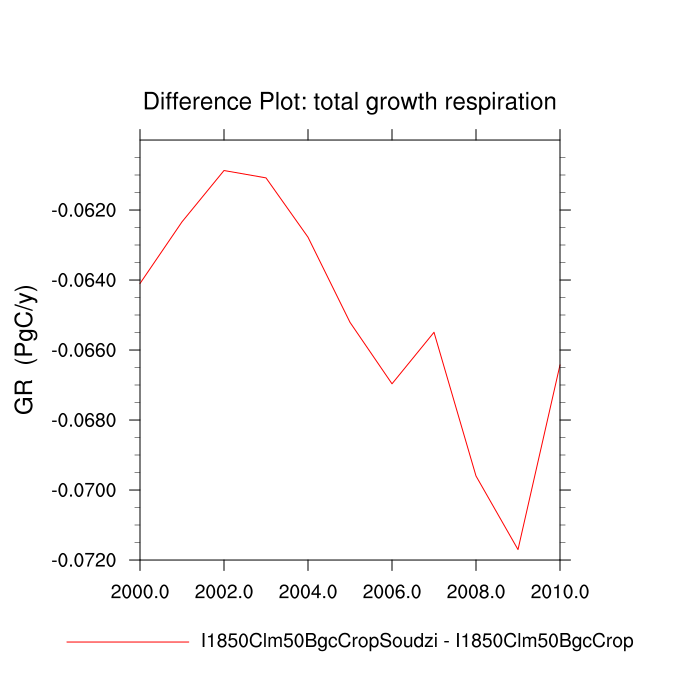 Difference Plot: total growth respiration
GR (PgC/y)
-0.0620
-0.0640
-0.0660
-0.0680
-0.0700
-0.0720
2000.0 2002.0 2004.0 2006.0 2008.0 2010.0
I1850Clm50BgcCropSoudzi - I1850Clm50BgcCrop